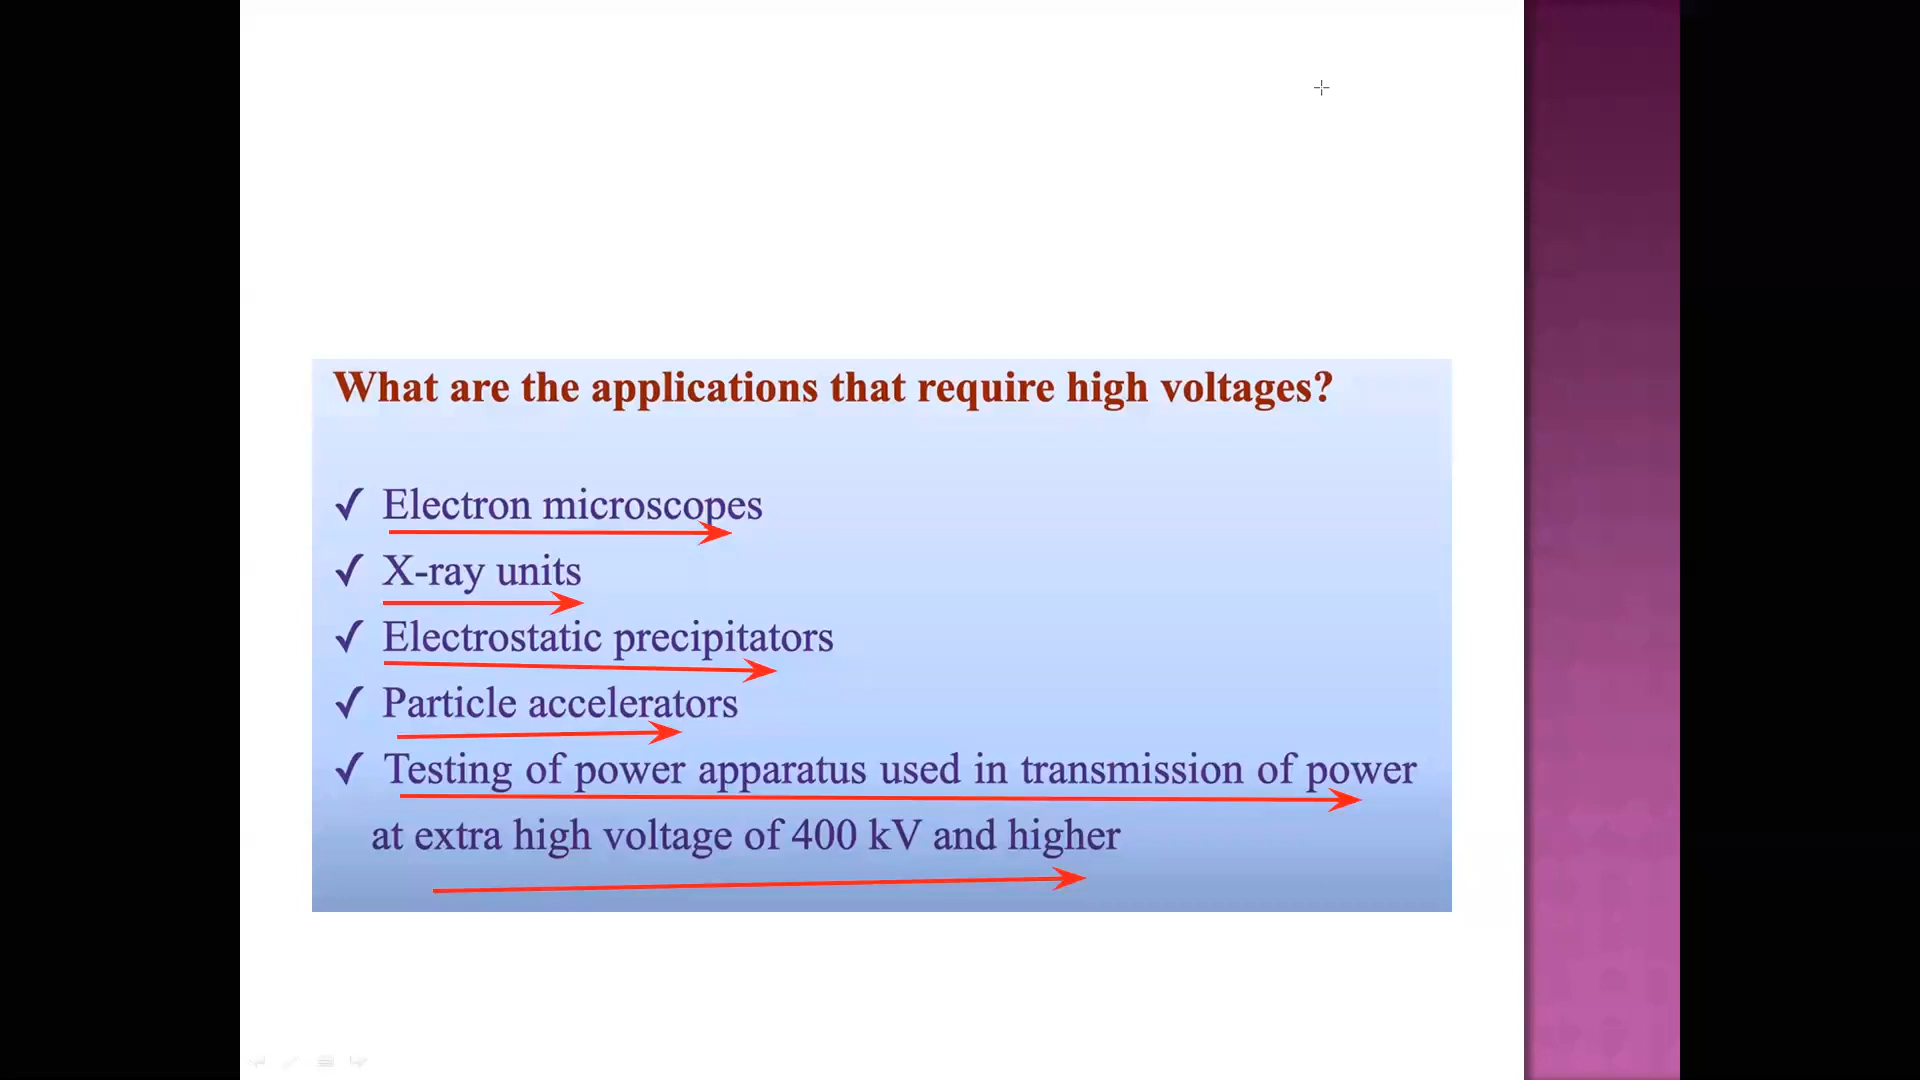 What are the applications that require high voltages?
✓ Electron microscopes
✓ X-ray units
✓ Electrostatic precipitators
✓ Particle accelerators
✓ Testing of power apparatus used in transmission of power
at extra high voltage of 400 kV and higher